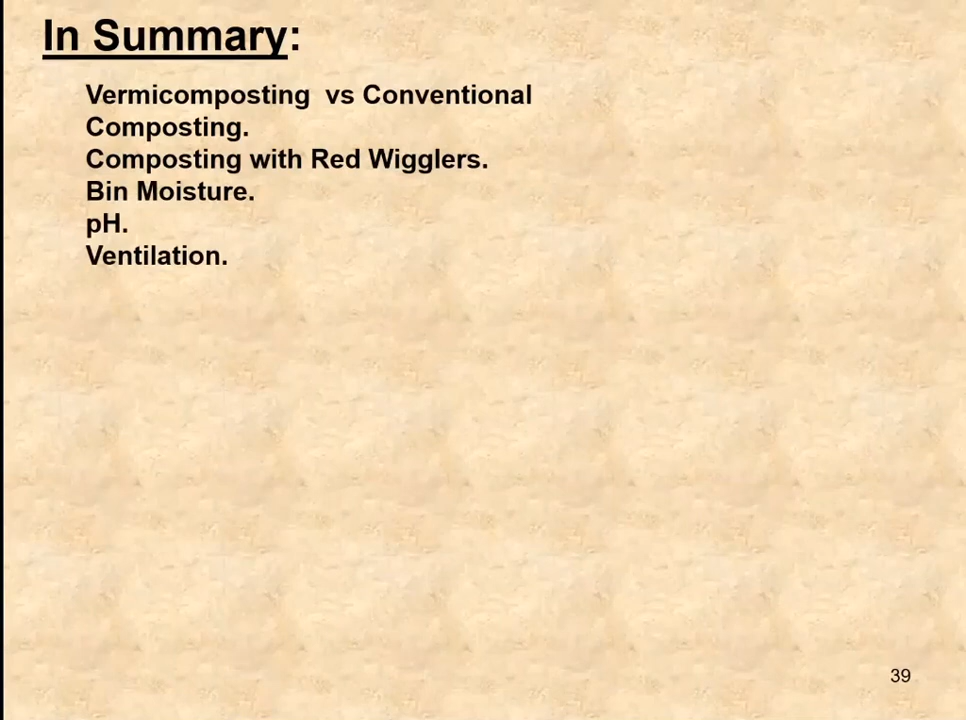 In Summary:
Vermicomposting  vs Conventional
Composting.
Composting with Red Wigglers.
Bin Moisture.
pH.
Ventilation.
39